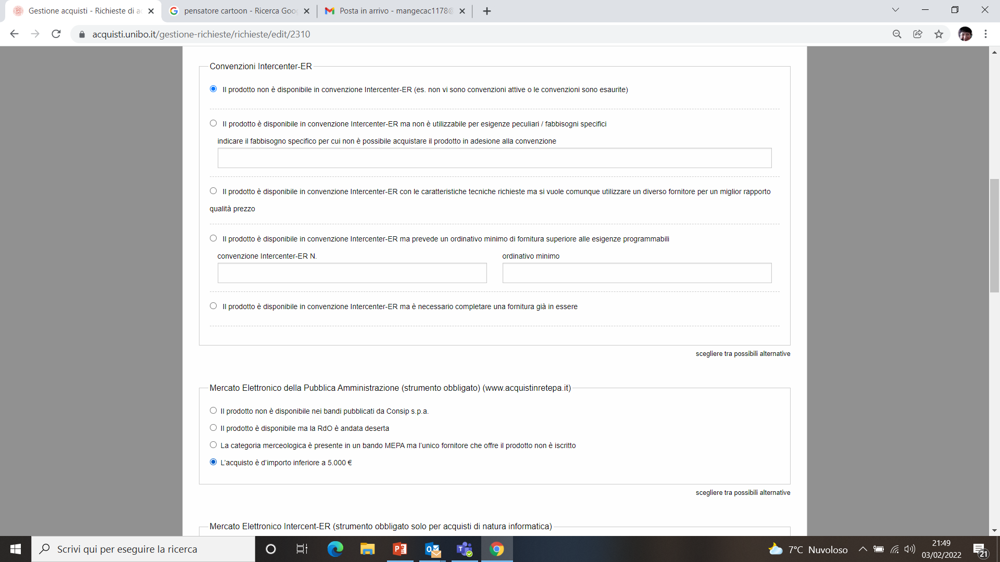 Gestione acquisti - Richieste di a
pensatore cartoon - Ricerca Goo
Posta in arrivo - mangecac1178@
acquisti.unibo.it/gestione-richieste/richieste/edit/2310
Convenzioni Intercenter-ER
Il prodotto non è disponibile in convenzione Intercenter-ER (es. non vi sono convenzioni attive o le convenzioni sono esaurite)
Il prodotto è disponibile in convenzione Intercenter-ER ma non è utilizzabile per esigenze peculiari / fabbisogni specifici
indicare il fabbisogno specifico per cui non è possibile acquistare il prodotto in adesione alla convenzione
Il prodotto è disponibile in convenzione Intercenter-ER con le caratteristiche tecniche richieste ma si vuole comunque utilizzare un diverso fornitore per un miglior rapporto
qualità prezzo
Il prodotto è disponibile in convenzione Intercenter-ER ma prevede un ordinativo minimo di fornitura superiore alle esigenze programmabili
convenzione Intercenter-ER N.
ordinativo minimo
Il prodotto è disponibile in convenzione Intercenter-ER ma è necessario completare una fornitura già in essere
scegliere tra possibili alternative
Mercato Elettronico della Pubblica Amministrazione (strumento obbligato) (www.acquistinretepa.it)
Il prodotto non è disponibile nei bandi pubblicati da Consip s.p.a.
Il prodotto è disponibile ma la RdO è andata deserta
La categoria merceologica è presente in un bando MEPA ma l’unico fornitore che offre il prodotto non è iscritto
L’acquisto è d’importo inferiore a 5.000 €
scegliere tra possibili alternative
Mercato Elettronico Intercent-ER (strumento obbligato solo per acquisti di natura informatica)
Scrivi qui per eseguire la ricerca
7°C Nuvoloso
21:49
03/02/2022
21